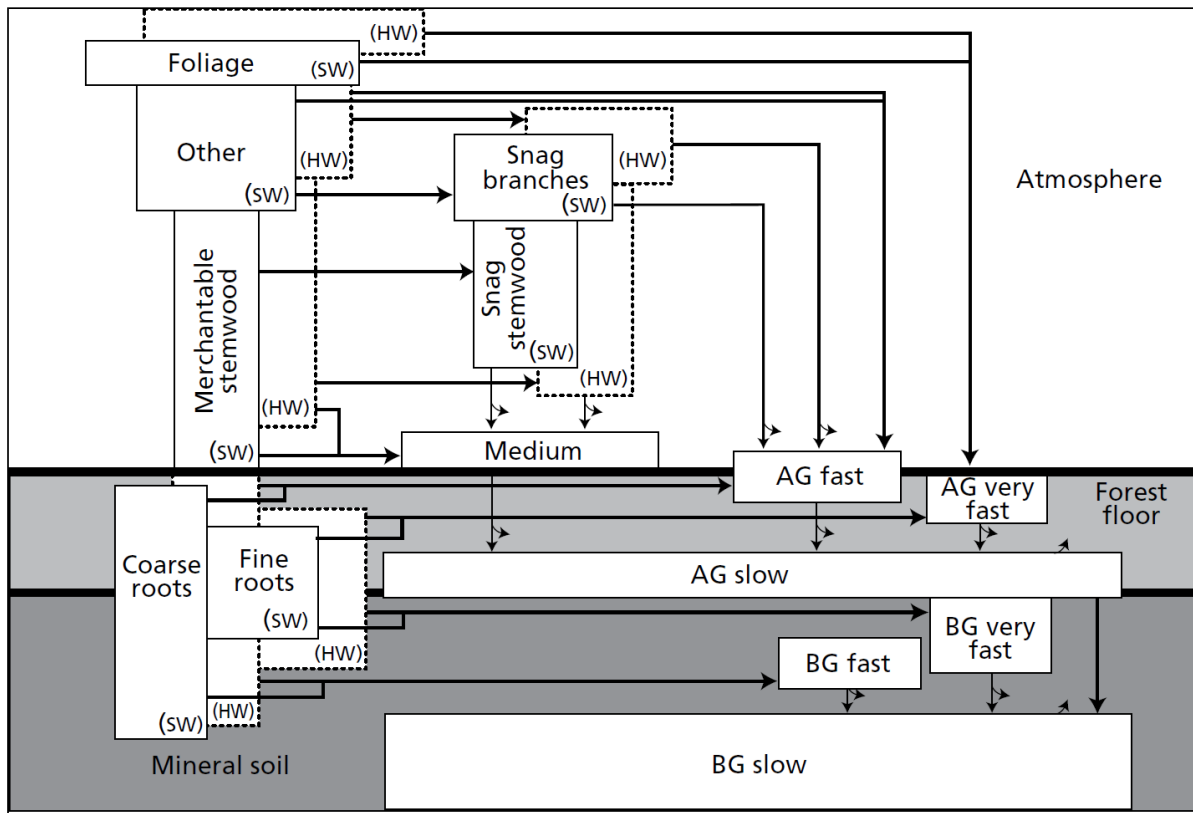 (HW)
Foliage
(SW)
Other
(HW)
(SW)
Snag
branches
(HW)
(SW)
Atmosphere
Merchantable
stemwood
Snag
stemwood
(SW)
(HW)
(HW)
(SW)
Medium
AG fast
AG very
fast
Forest
floor
Coarse
roots
Fine
roots
(SW)
(HW)
AG slow
BG very
fast
BG fast
(SW)
(HW)
Mineral soil
BG slow